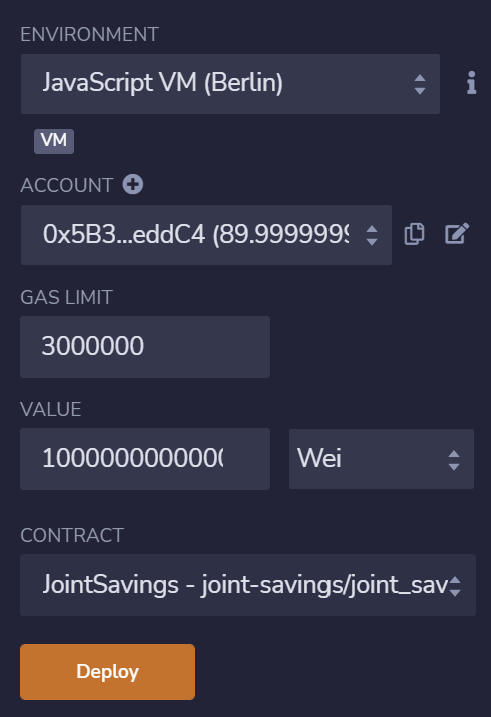 ENVIRONMENT
JavaScript VM (Berlin)
VM
ACCOUNT
0x5B3...eddC4 (89.9999999
GAS LIMIT
3000000
VALUE
1000000000000 Wei
CONTRACT
JointSavings - joint-savings/joint_sav
Deploy